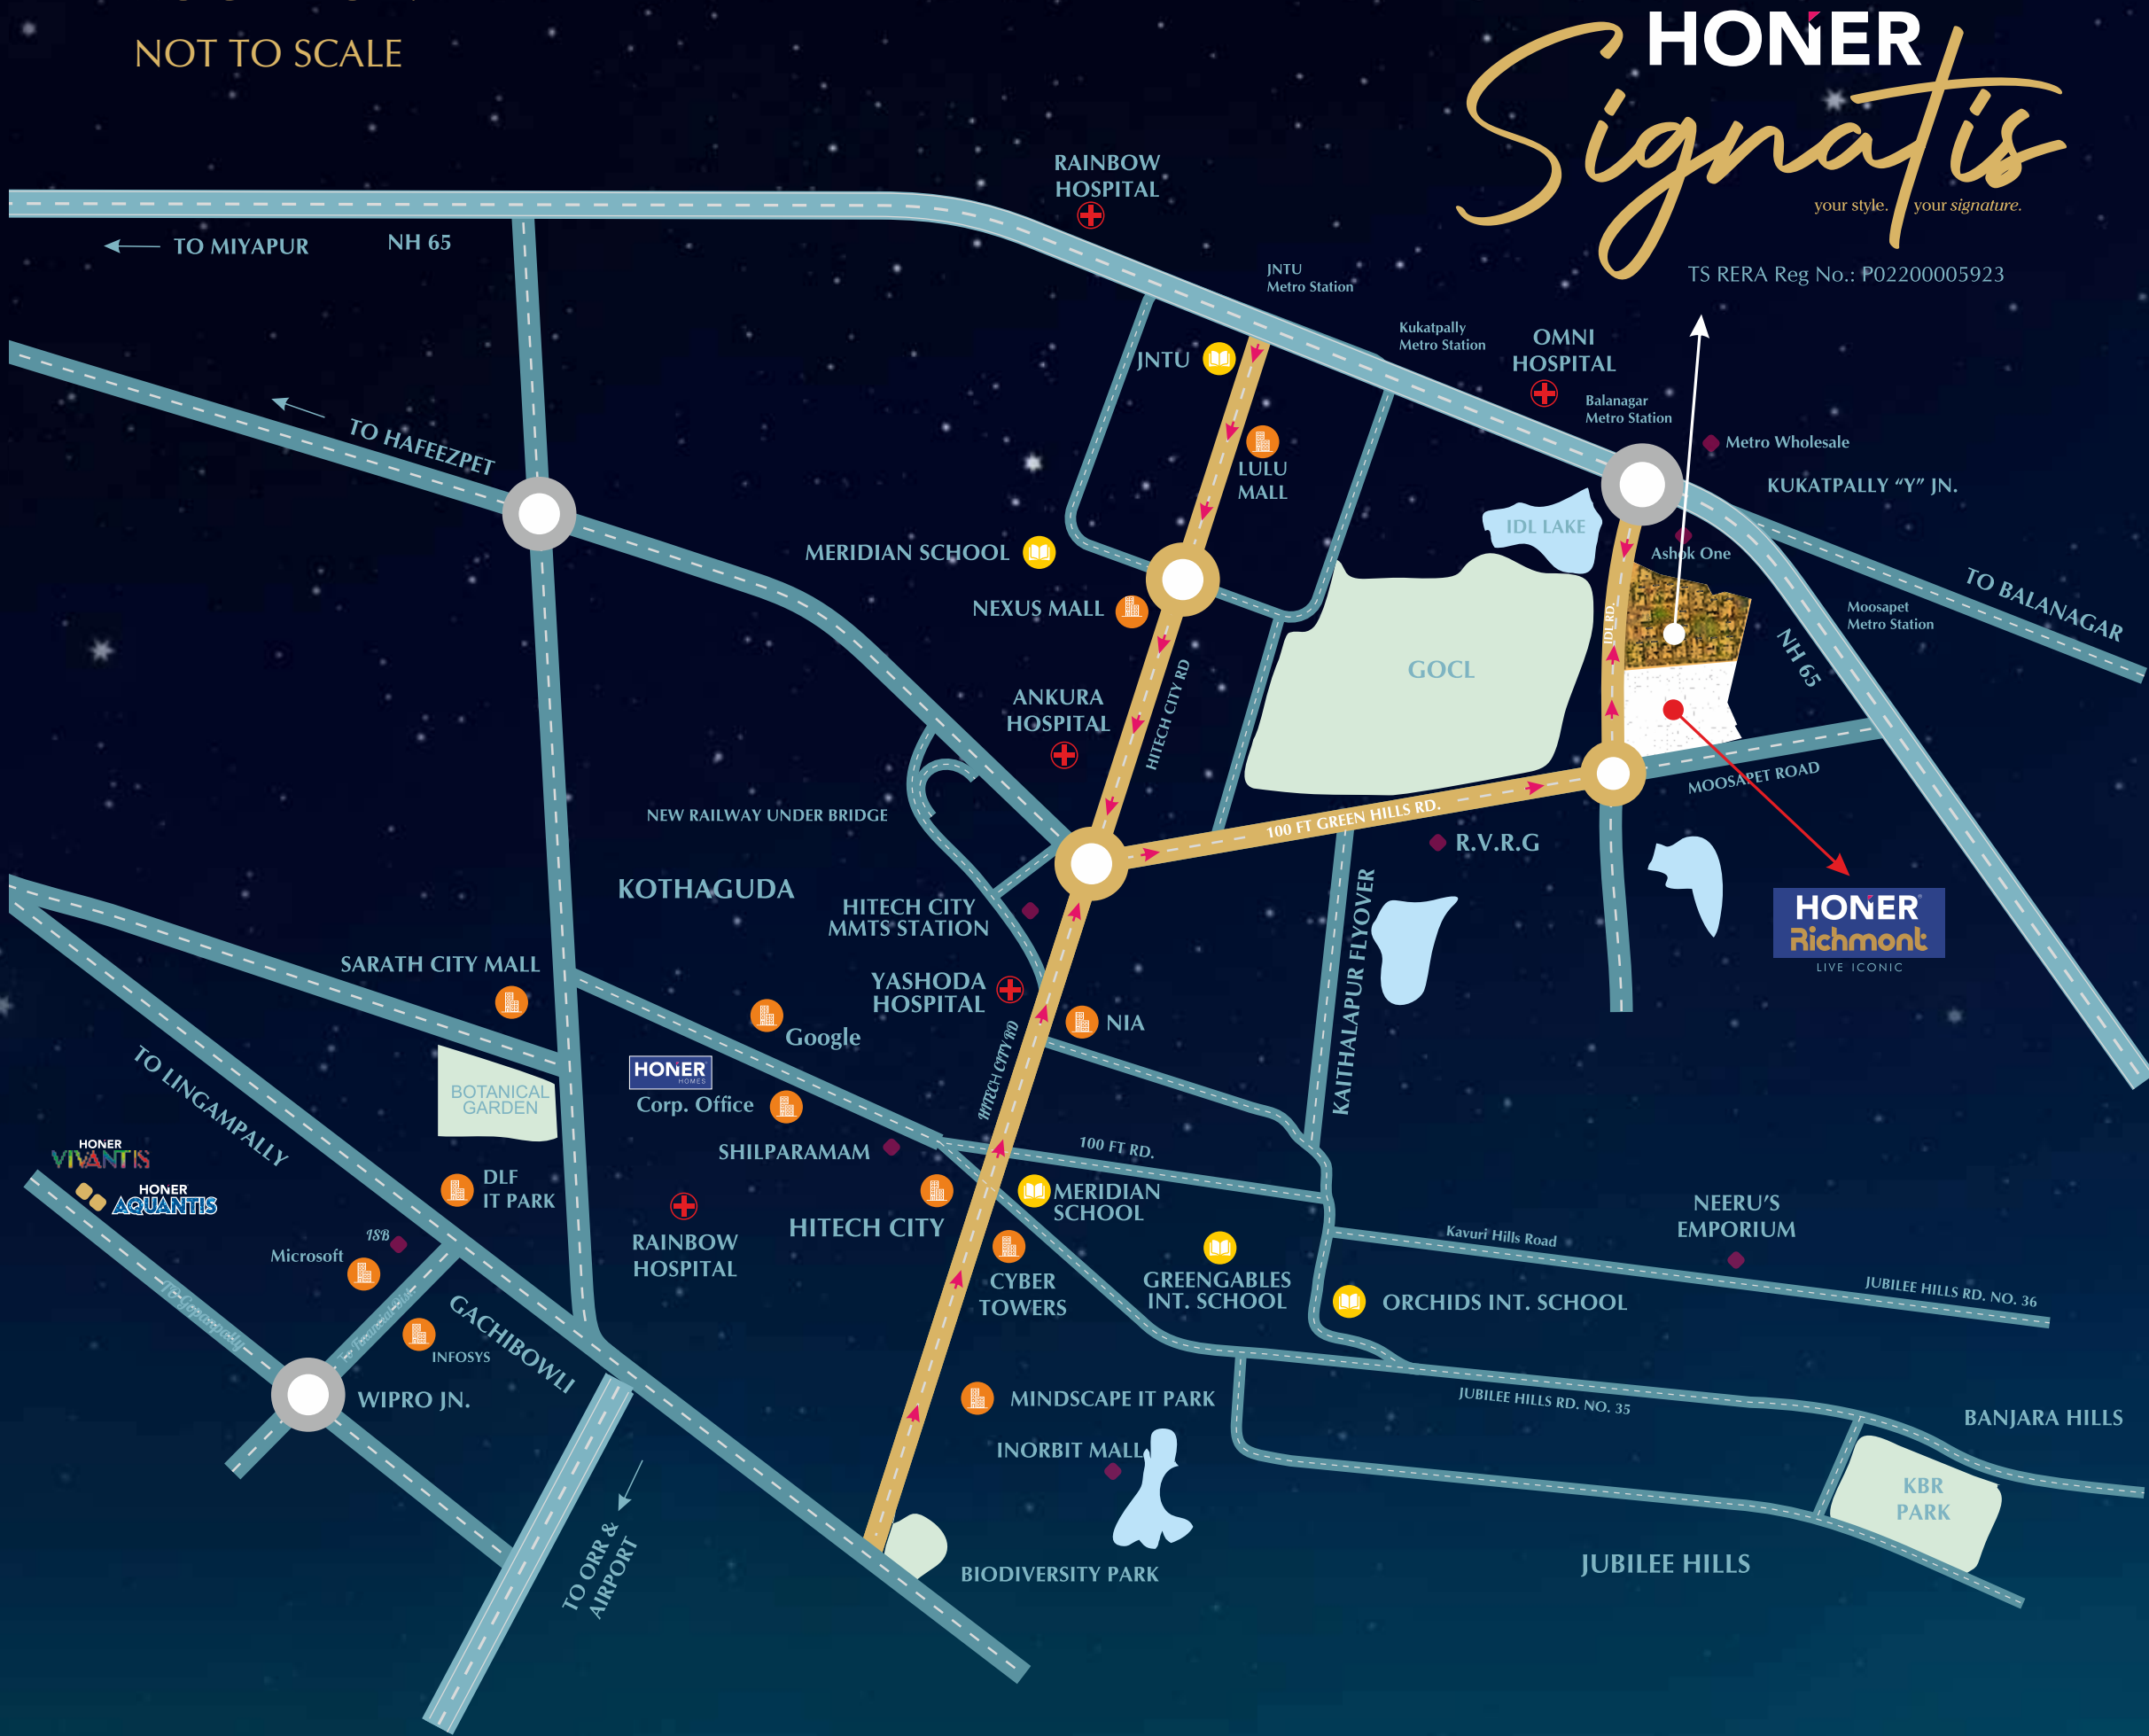 NOT TO SCALE
HONER
Signatis
your style. your signature.
TS RERA Reg No.: P02200005923
RAINBOW
HOSPITAL
TO MIYAPUR
NH 65
JNTU
Metro Station
Kukatpally
Metro Station
OMNI
HOSPITAL
JNTU
Balanagar
Metro Station
Metro Wholesale
TO HAFEEZPET
LULU
MALL
KUKATPALLY “Y” JN.
IDL LAKE
Ashok One
MERIDIAN SCHOOL
TO BALANAGAR
NEXUS MALL
IDL RD.
Moosapet
Metro Station
NH 65
GOCL
ANKURA
HOSPITAL
HITECH CITY RD
MOOSAPET ROAD
NEW RAILWAY UNDER BRIDGE
100 FT GREEN HILLS RD.
R.V.R.G
KOTHAGUDA
HITECH CITY
MMTS STATION
KAITHALAPUR FLYOVER
HONER
Richmont
LIVE ICONIC
SARATH CITY MALL
YASHODA
HOSPITAL
NIA
Google
HITECH CITY RD
TO LINGAMPALLY
BOTANICAL
GARDEN
HONER
HOMES
Corp. Office
SHILPARAMAM
100 FT RD.
HONER
VIVANTIS
HONER
AQUANTIS
DLF
IT PARK
MERIDIAN
SCHOOL
HITECH CITY
NEERU’S
EMPORIUM
ISB
Microsoft
RAINBOW
HOSPITAL
Kavuri Hills Road
CYBER
TOWERS
GREENGABLES
INT. SCHOOL
ORCHIDS INT. SCHOOL
JUBILEE HILLS RD. NO. 36
To Gopanpally
GACHIBOWLI
INFOSYS
WIPRO JN.
MINDSCAPE IT PARK
JUBILEE HILLS RD. NO. 35
BANJARA HILLS
INORBIT MALL
KBR
PARK
TO ORR &
AIRPORT
BIODIVERSITY PARK
JUBILEE HILLS